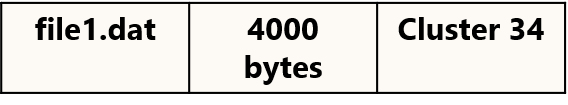 file1.dat
4000
bytes
Cluster 34